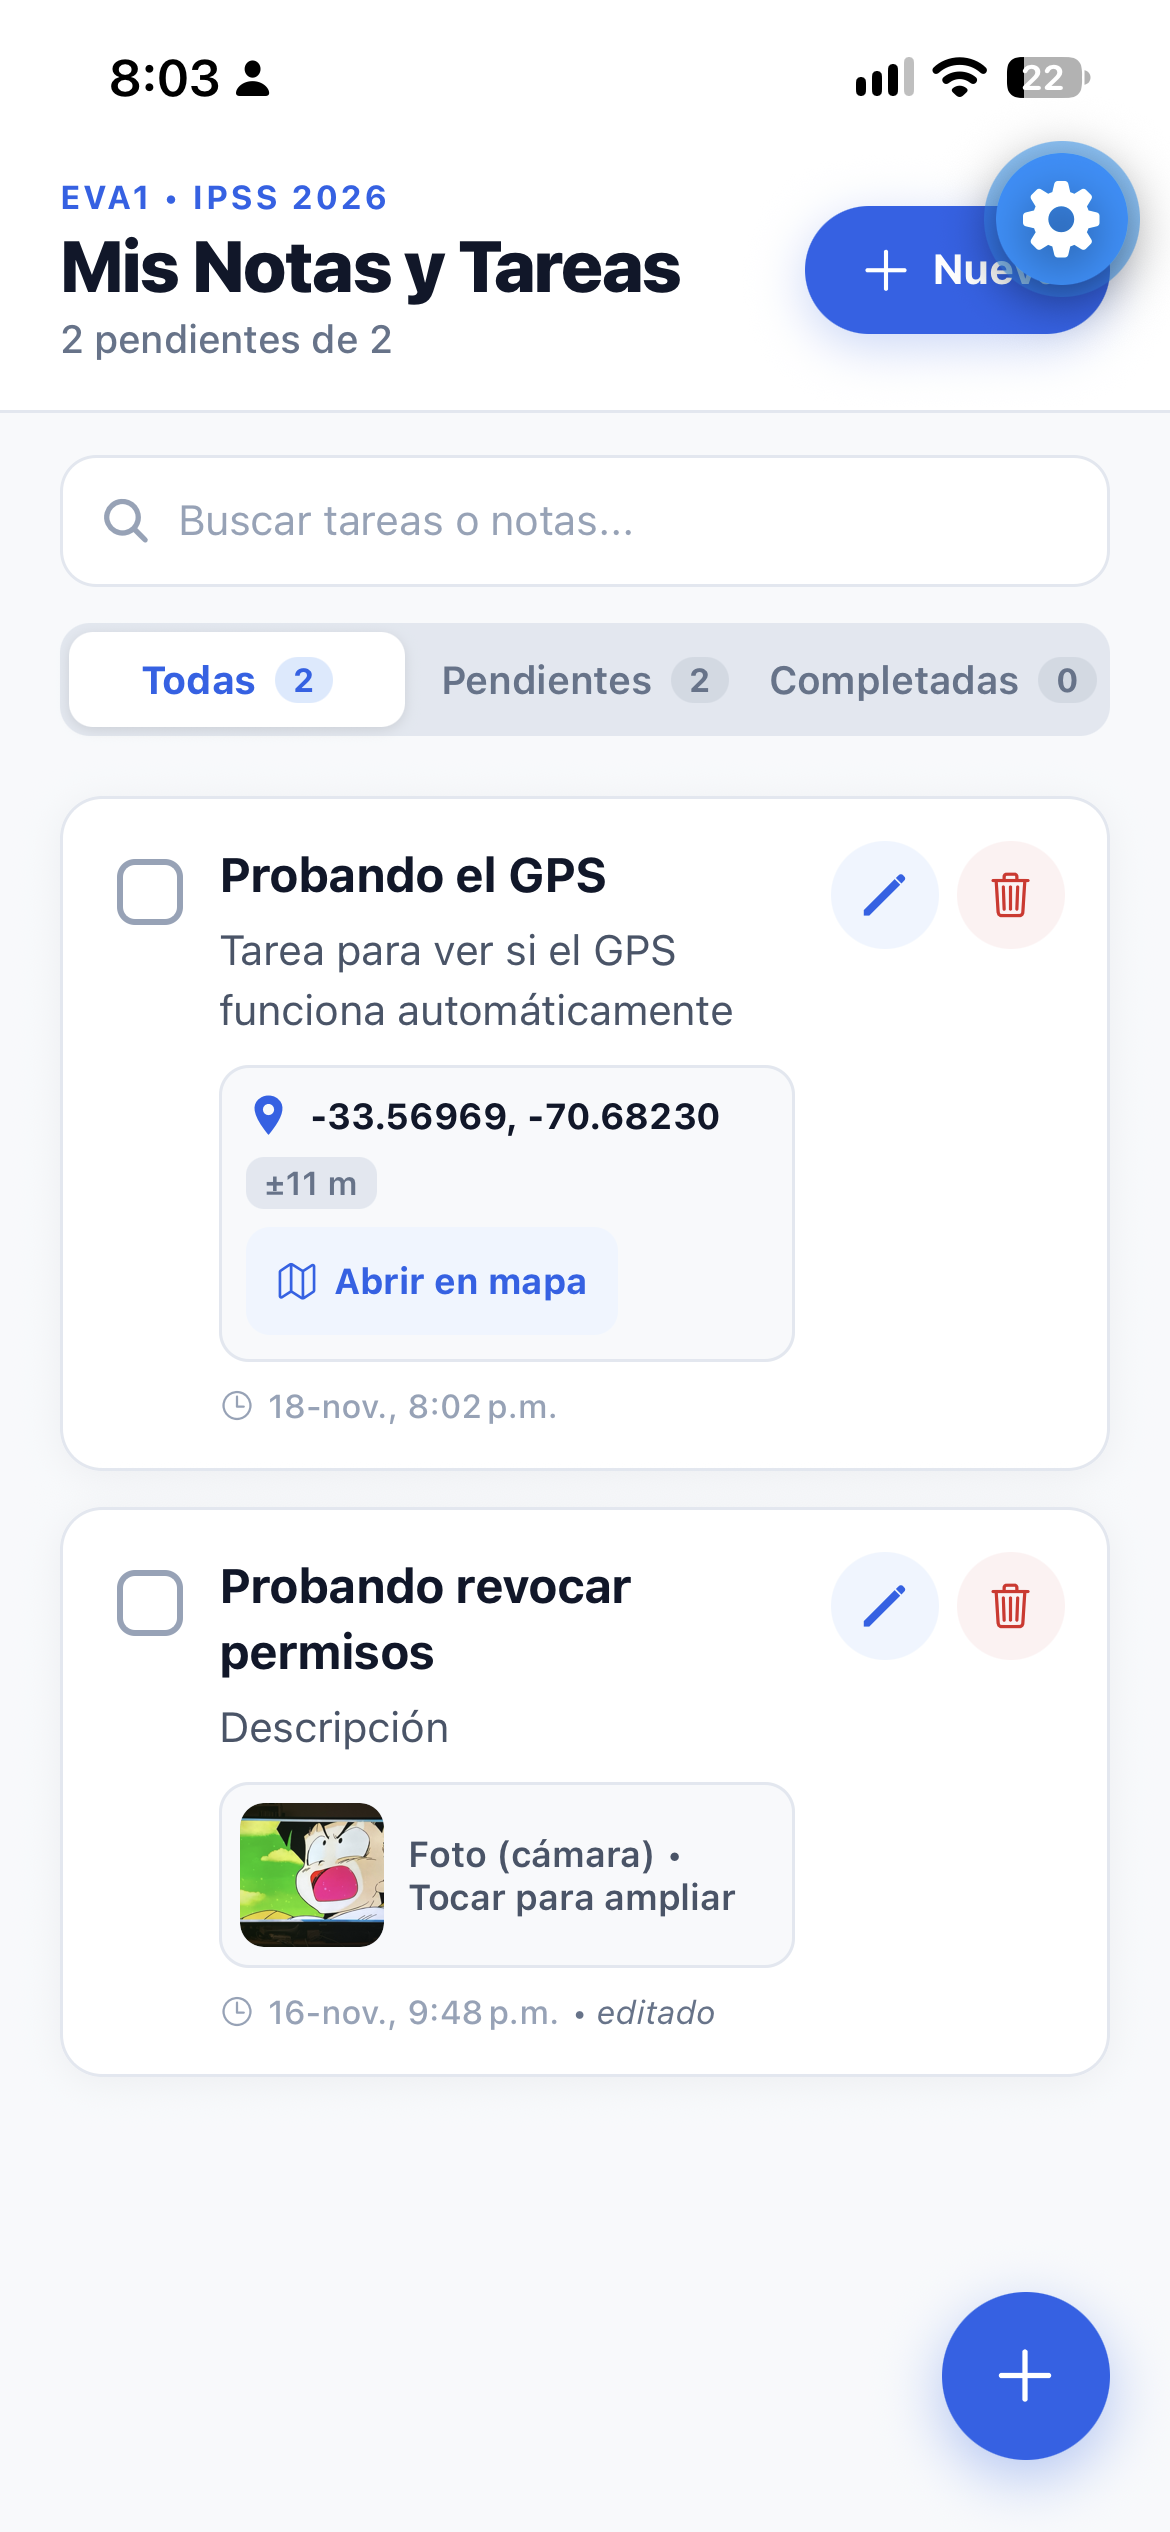 8:03
22
EVA1 • IPSS 2026
Mis Notas y Tareas
2 pendientes de 2
Buscar tareas o notas...
Todas 2 Pendientes 2 Completadas 0
Probando el GPS
Tarea para ver si el GPS
funciona automáticamente
-33.56969, -70.68230
±11 m
Abrir en mapa
18-nov., 8:02 p.m.
Probando revocar
permisos
Descripción
Foto (cámara) •
Tocar para ampliar
16-nov., 9:48 p.m. • editado